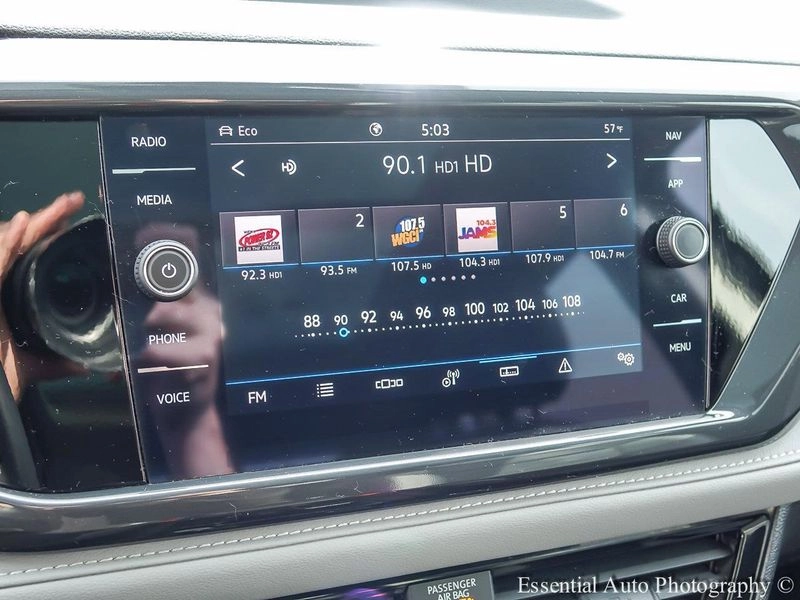 RADIO
MEDIA
PHONE
VOICE
Eco 5:03 57°F
< 90.1 HD1 HD >
2 5 6
POWER 92
107.5
WGCI
104.3
JAMS
92.3 HD1 93.5 FM 107.5 HD 104.3 HD1 107.9 HD1 104.7 FM
88 90 92 94 96 98 100 102 104 106 108
FM
NAV
APP
CAR
MENU
PASSENGER
AIR BAG
Essential Auto Photography ©